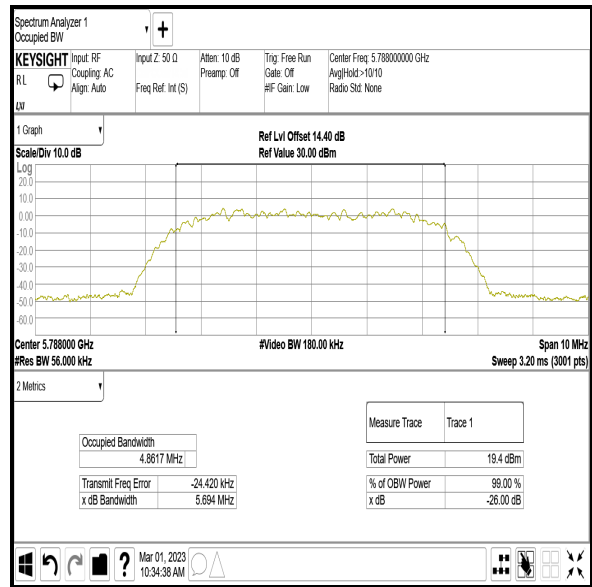 Spectrum Analyzer 1
Occupied BW
KEYSIGHT
RL
LXI
Input: RF
Coupling: AC
Align: Auto
Input Z: 50 Ω
Freq Ref: Int (S)
Atten: 10 dB
Preamp: Off
Trig: Free Run
Gate: Off
#IF Gain: Low
Center Freq: 5.788000000 GHz
Avg|Hold:>10/10
Radio Std: None
1 Graph
Scale/Div 10.0 dB
Ref Lvl Offset 14.40 dB
Ref Value 30.00 dBm
Log
20.0
10.0
0.00
-10.0
-20.0
-30.0
-40.0
-50.0
-60.0
Center 5.788000 GHz
#Video BW 180.00 kHz
Span 10 MHz
#Res BW 56.000 kHz
Sweep 3.20 ms (3001 pts)
2 Metrics
Measure Trace Trace 1
Occupied Bandwidth
4.8617 MHz
Total Power 19.4 dBm
Transmit Freq Error -24.420 kHz
% of OBW Power 99.00 %
x dB Bandwidth 5.694 MHz
x dB -26.00 dB
?
Mar 01, 2023
10:34:38 AM